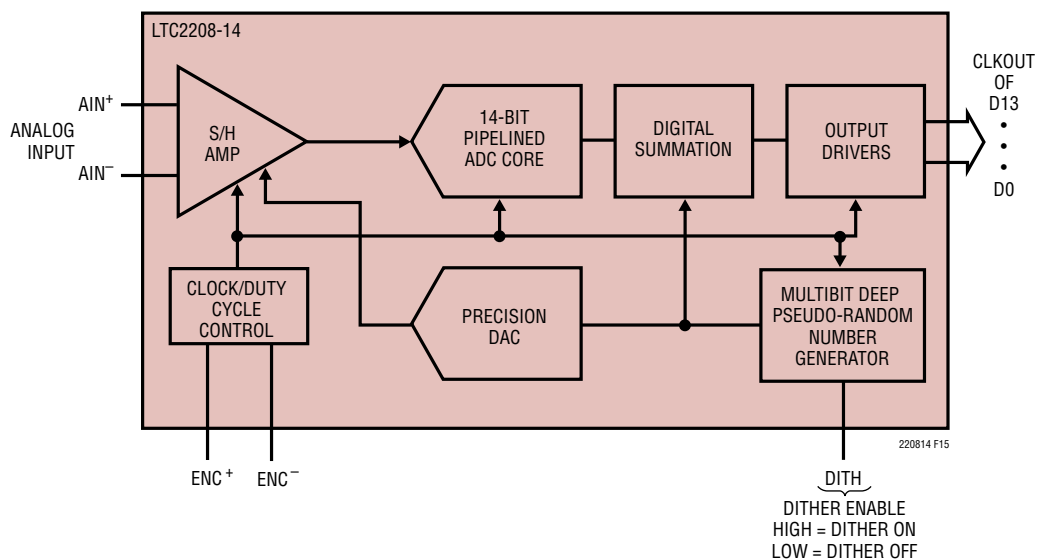 LTC2208-14
AIN+
ANALOG
INPUT
AIN−
S/H
AMP
14-BIT
PIPELINED
ADC CORE
DIGITAL
SUMMATION
OUTPUT
DRIVERS
CLKOUT
OF
D13
•
•
•
D0
CLOCK/DUTY
CYCLE
CONTROL
PRECISION
DAC
MULTIBIT DEEP
PSEUDO-RANDOM
NUMBER
GENERATOR
220814 F15
ENC+
ENC−
DITH
DITHER ENABLE
HIGH = DITHER ON
LOW = DITHER OFF